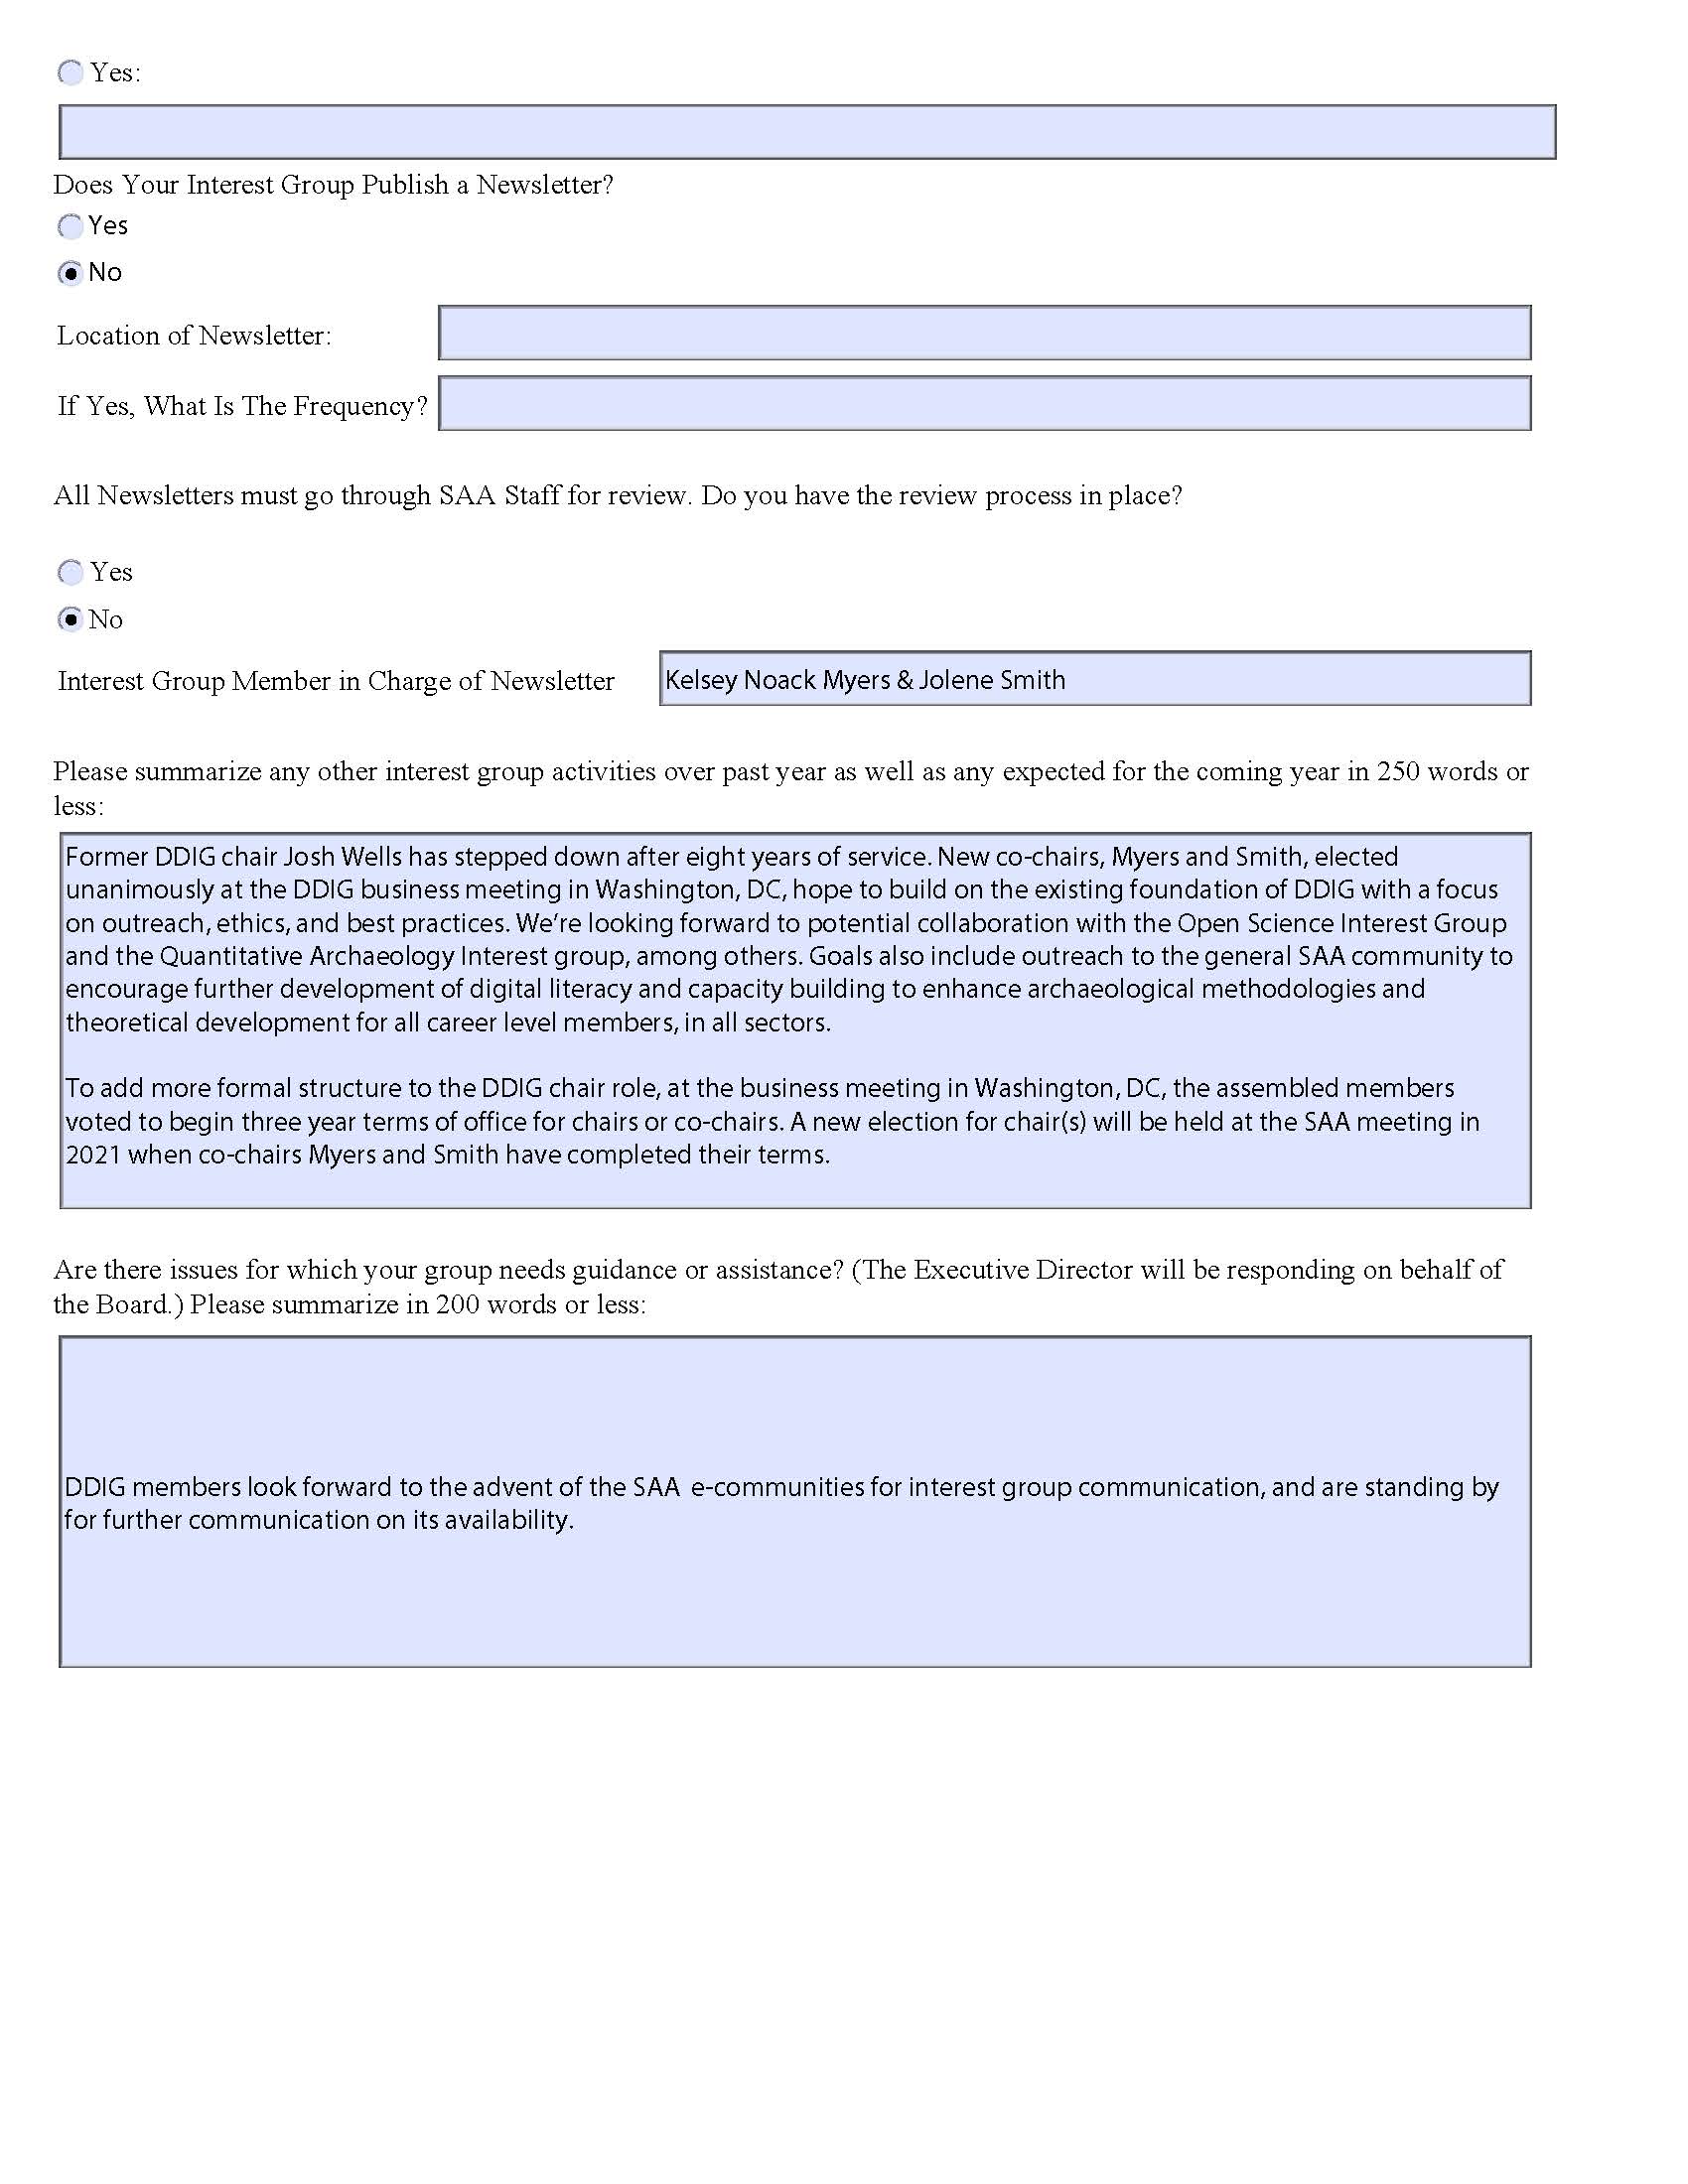 Yes:
Does Your Interest Group Publish a Newsletter?
Yes
No
Location of Newsletter:
If Yes, What Is The Frequency?
All Newsletters must go through SAA Staff for review. Do you have the review process in place?
Yes
No
Interest Group Member in Charge of Newsletter Kelsey Noack Myers & Jolene Smith
Please summarize any other interest group activities over past year as well as any expected for the coming year in 250 words or
less:
Former DDIG chair Josh Wells has stepped down after eight years of service. New co-chairs, Myers and Smith, elected
unanimously at the DDIG business meeting in Washington, DC, hope to build on the existing foundation of DDIG with a focus
on outreach, ethics, and best practices. We’re looking forward to potential collaboration with the Open Science Interest Group
and the Quantitative Archaeology Interest group, among others. Goals also include outreach to the general SAA community to
encourage further development of digital literacy and capacity building to enhance archaeological methodologies and
theoretical development for all career level members, in all sectors.
To add more formal structure to the DDIG chair role, at the business meeting in Washington, DC, the assembled members
voted to begin three year terms of office for chairs or co-chairs. A new election for chair(s) will be held at the SAA meeting in
2021 when co-chairs Myers and Smith have completed their terms.
Are there issues for which your group needs guidance or assistance? (The Executive Director will be responding on behalf of
the Board.) Please summarize in 200 words or less:
DDIG members look forward to the advent of the SAA e-communities for interest group communication, and are standing by
for further communication on its availability.